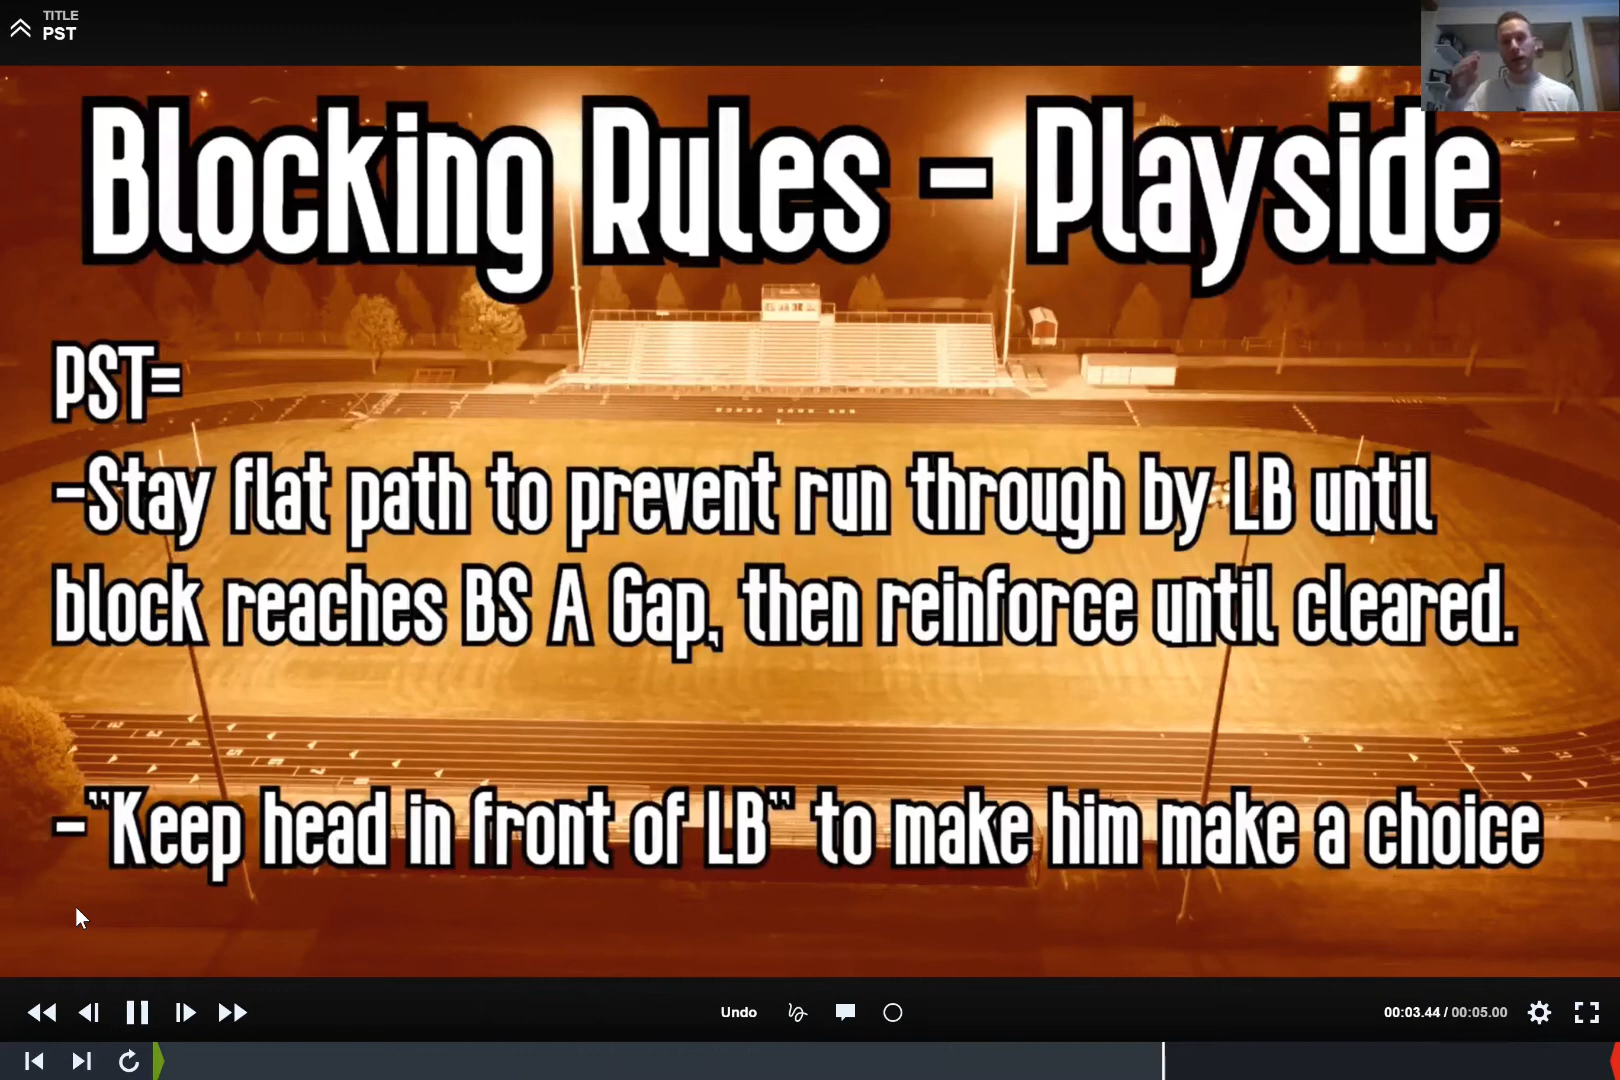 TITLE
PST
Blocking Rules - Playside
PST=
-Stay flat path to prevent run through by LB until
block reaches BS A Gap, then reinforce until cleared.
-"Keep head in front of LB" to make him make a choice
Undo
00:03.44 / 00:05.00